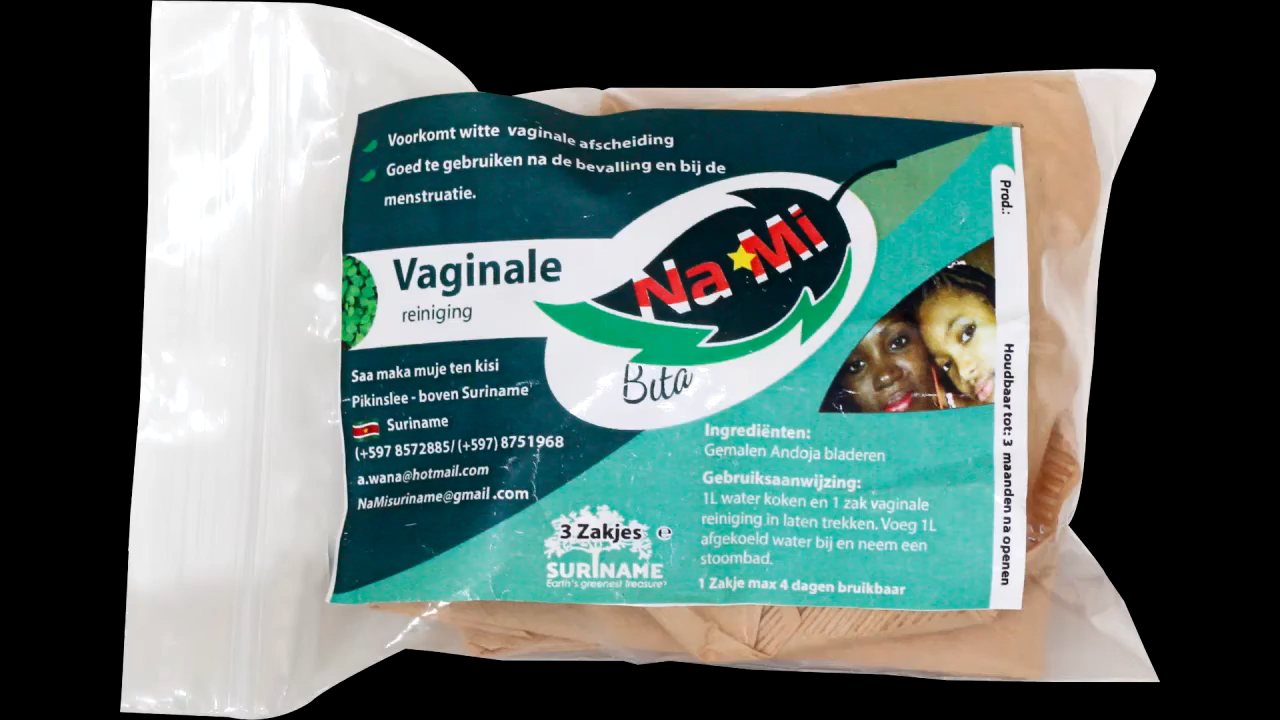 Voorkomt witte vaginale afscheiding
Goed te gebruiken na de bevalling en bij de
menstruatie.
Vaginale
reiniging
Na Mi
Bita
Saa maka muje ten kisi
Pikinslee - boven Suriname
Suriname
(+597 8572885/ (+597) 8751968
a.wana@hotmail.com
NaMisuriname@gmail.com
3 Zakjes e
SURINAME
Earth's greenest treasure
Ingrediënten:
Gemalen Andoja bladeren
Gebruiksaanwijzing:
1L water koken en 1 zak vaginale
reiniging in laten trekken. Voeg 1L
afgekoeld water bij en neem een
stoombad.
1 Zakje max 4 dagen bruikbaar
Prod.:
Houdbaar tot: 3 maanden na openen